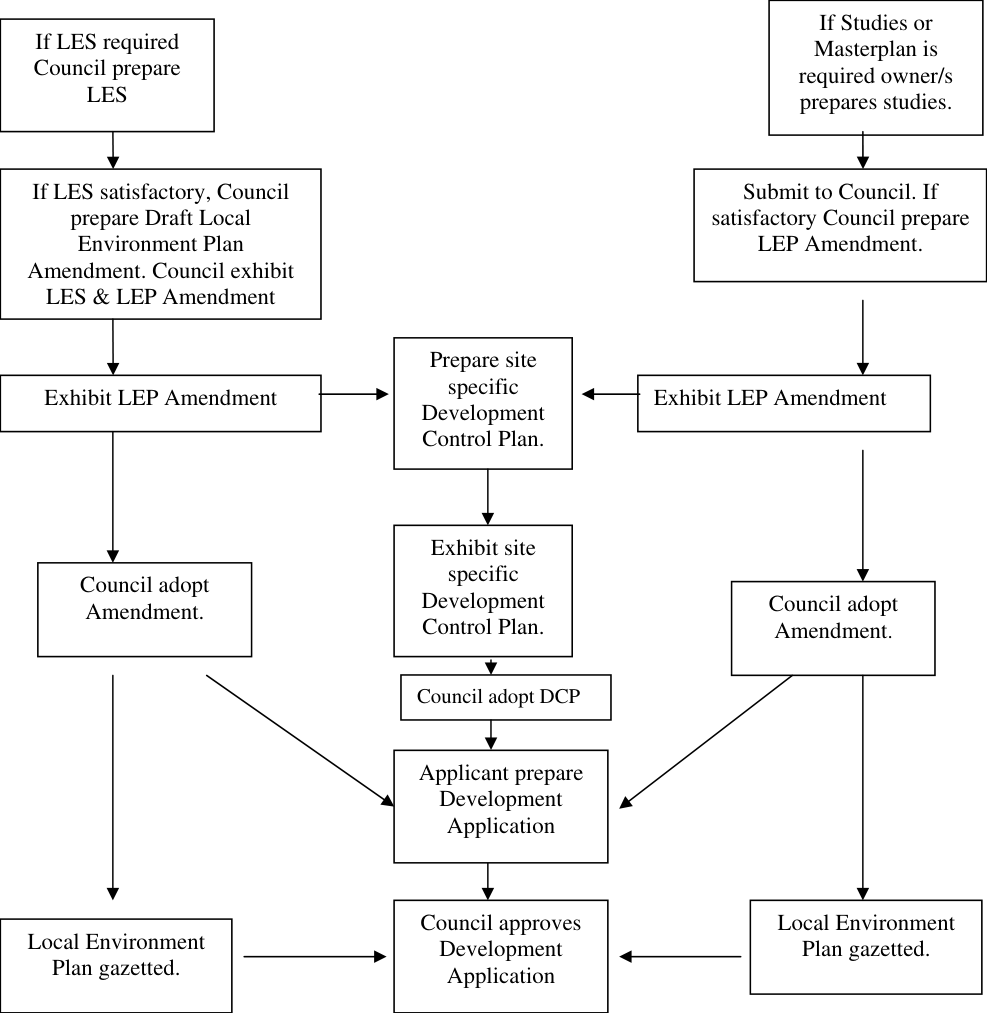 If LES required
Council prepare
LES
If Studies or
Masterplan is
required owner/s
prepares studies.
If LES satisfactory, Council
prepare Draft Local
Environment Plan
Amendment. Council exhibit
LES & LEP Amendment
Submit to Council. If
satisfactory Council prepare
LEP Amendment.
Exhibit LEP Amendment
Prepare site
specific
Development
Control Plan.
Exhibit LEP Amendment
Council adopt
Amendment.
Exhibit site
specific
Development
Control Plan.
Council adopt
Amendment.
Council adopt DCP
Applicant prepare
Development
Application
Local Environment
Plan gazetted.
Council approves
Development
Application
Local Environment
Plan gazetted.